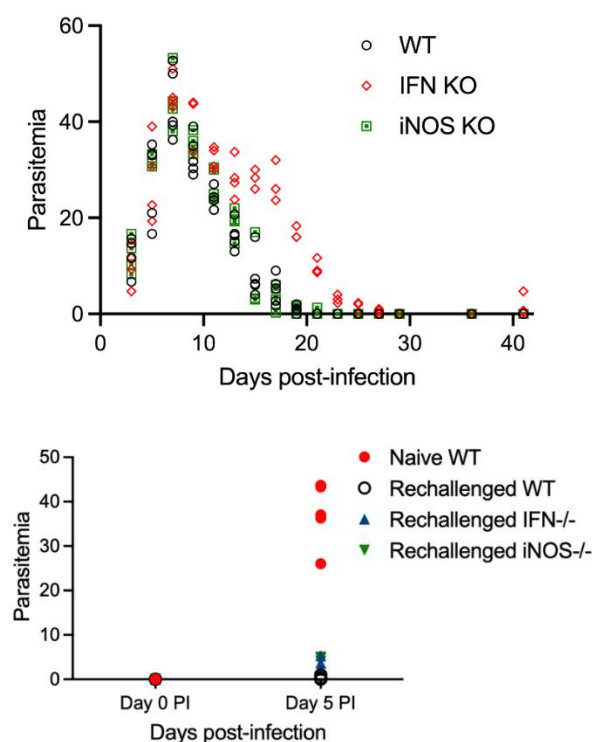 60
WT
IFN KO
40
iNOS KO
Parasitemia
20
0
0 10 20 30 40
Days post-infection
50
Naive WT
40
Rechallenged WT
Rechallenged IFN-/-
30
Rechallenged iNOS-/-
Parasitemia
20
10
0
Day 0 PI Day 5 PI
Days post-infection